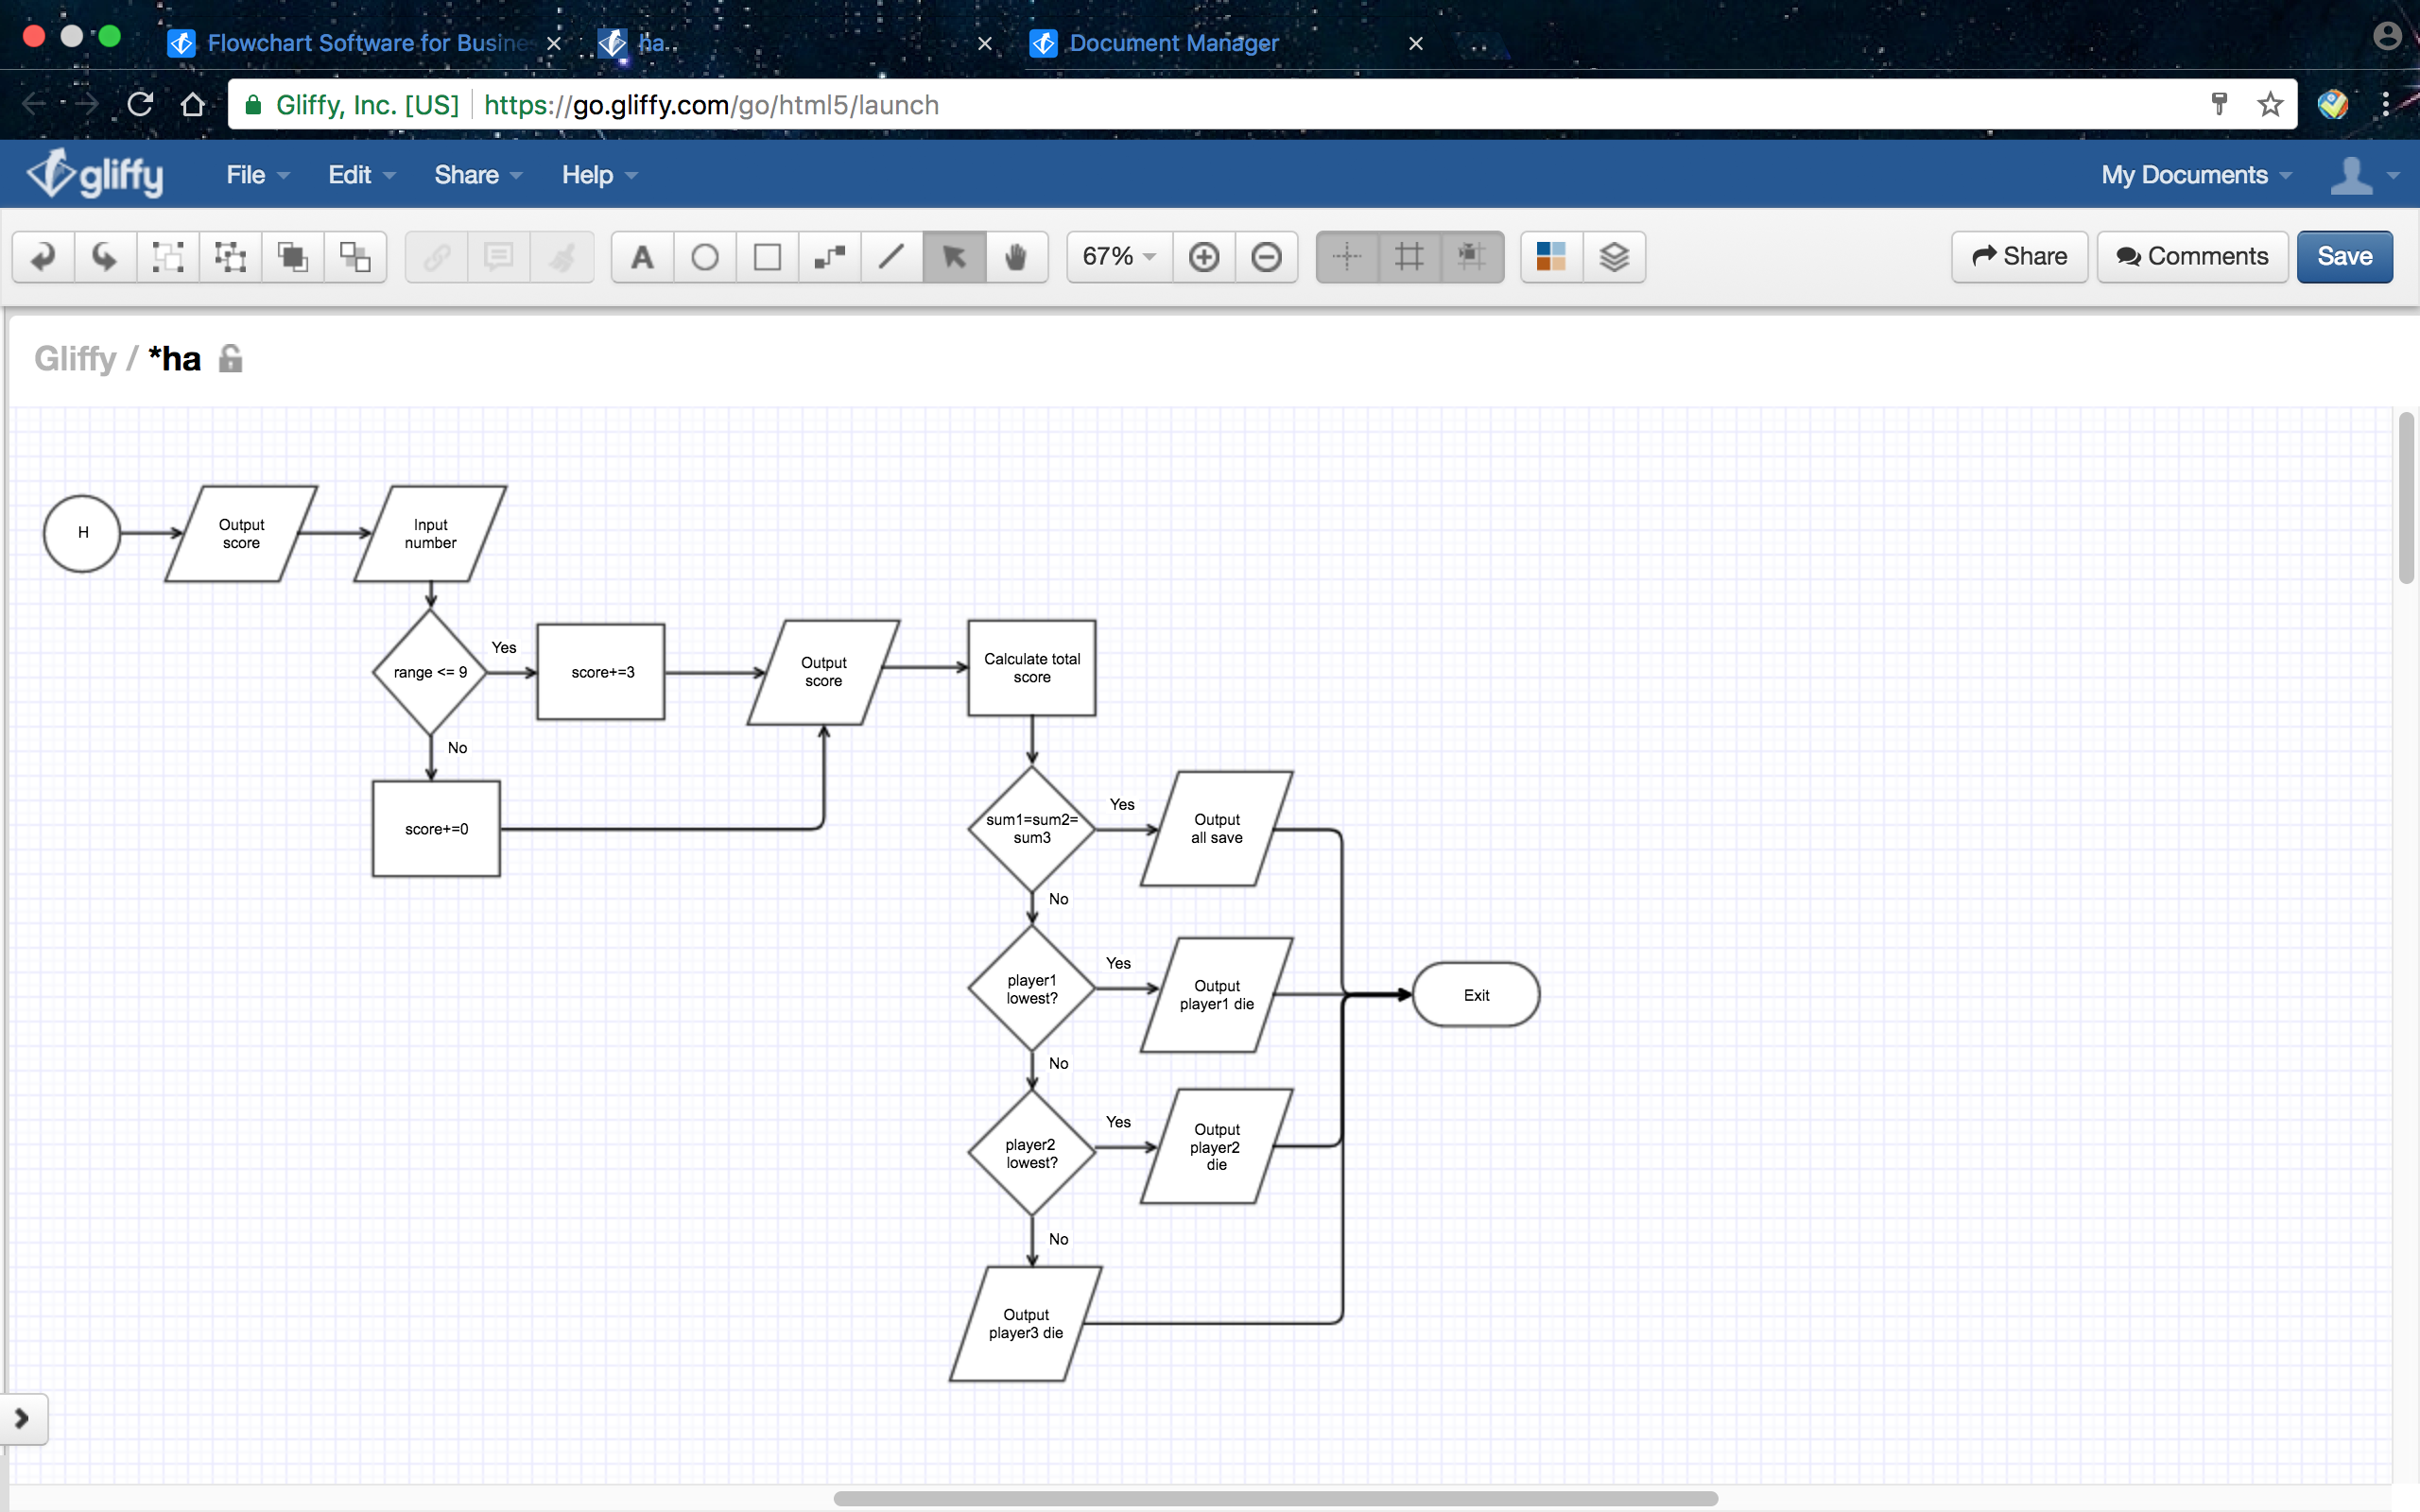 Flowchart Software for Busine
ha..
Document Manager
Gliffy, Inc. [US]
https://go.gliffy.com/go/html5/launch
gliffy
File
Edit
Share
Help
My Documents
A
67%
Share
Comments
Save
Gliffy / *ha
H
Output
score
Input
number
range <= 9
Yes
score+=3
Output
score
Calculate total
score
No
score+=0
sum1=sum2=
sum3
Yes
Output
all save
No
player1
lowest?
Yes
Output
player1 die
Exit
No
player2
lowest?
Yes
Output
player2
die
No
Output
player3 die